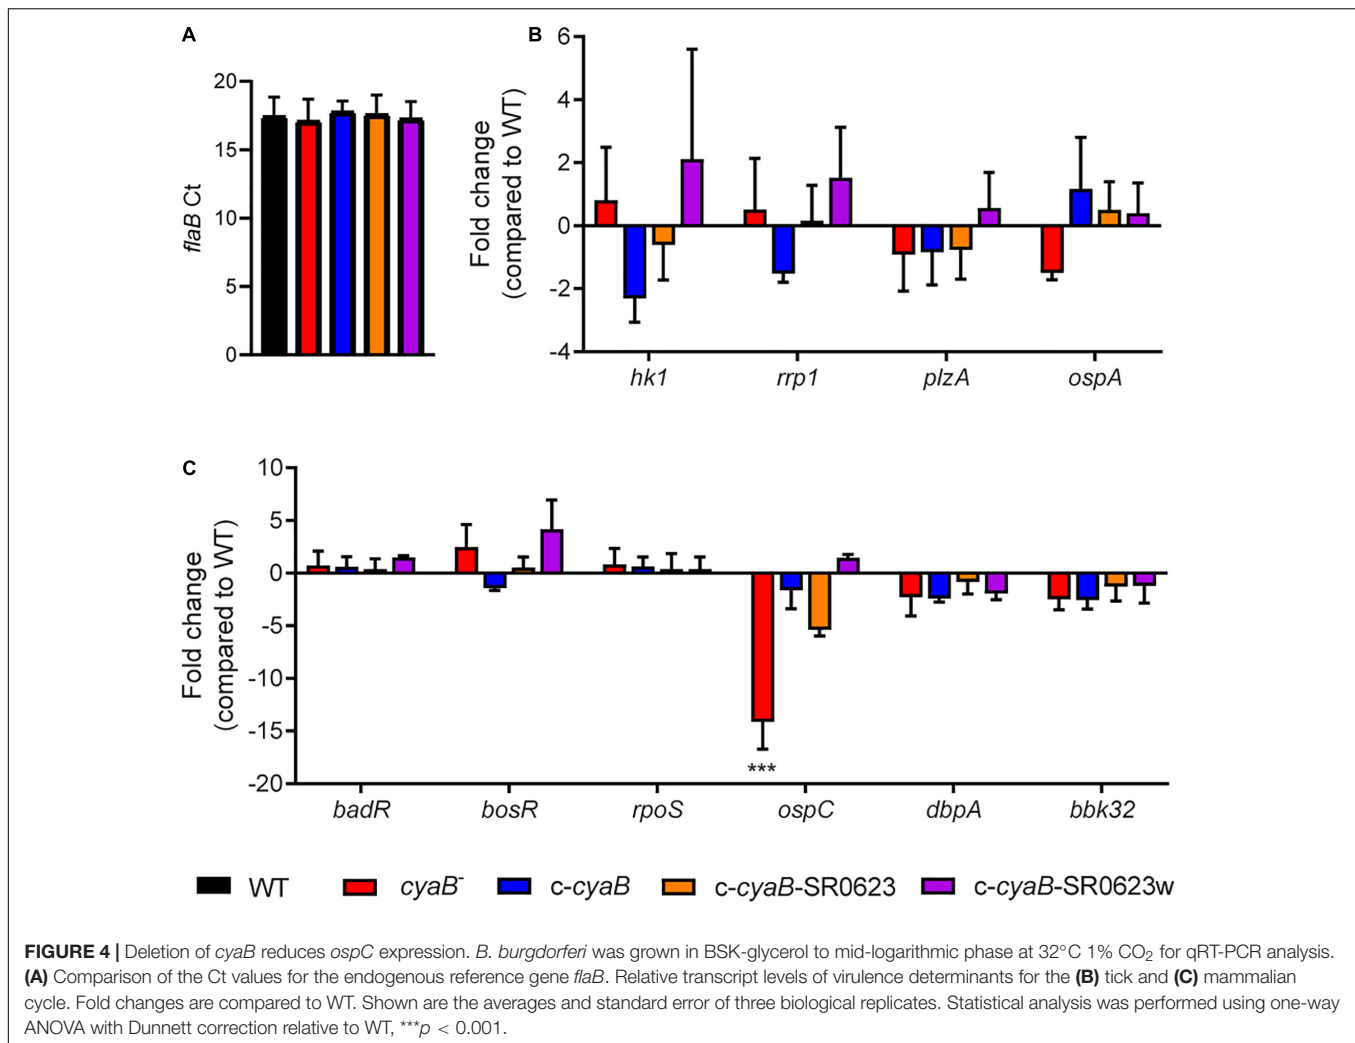 A
20
15
10
5
0
flaB Ct
B
6
4
2
0
-2
-4
Fold change
(compared to WT)
hk1 rrp1 plzA ospA
C
10
5
0
-5
-10
-15
-20
Fold change
(compared to WT)
***
badR bosR rpoS ospC dbpA bbk32
WT cyaB- c-cyaB c-cyaB-SR0623 c-cyaB-SR0623w
FIGURE 4 | Deletion of cyaB reduces ospC expression. B. burgdorferi was grown in BSK-glycerol to mid-logarithmic phase at 32°C 1% CO2 for qRT-PCR analysis.
(A) Comparison of the Ct values for the endogenous reference gene flaB. Relative transcript levels of virulence determinants for the (B) tick and (C) mammalian
cycle. Fold changes are compared to WT. Shown are the averages and standard error of three biological replicates. Statistical analysis was performed using one-way
ANOVA with Dunnett correction relative to WT, ***p < 0.001.